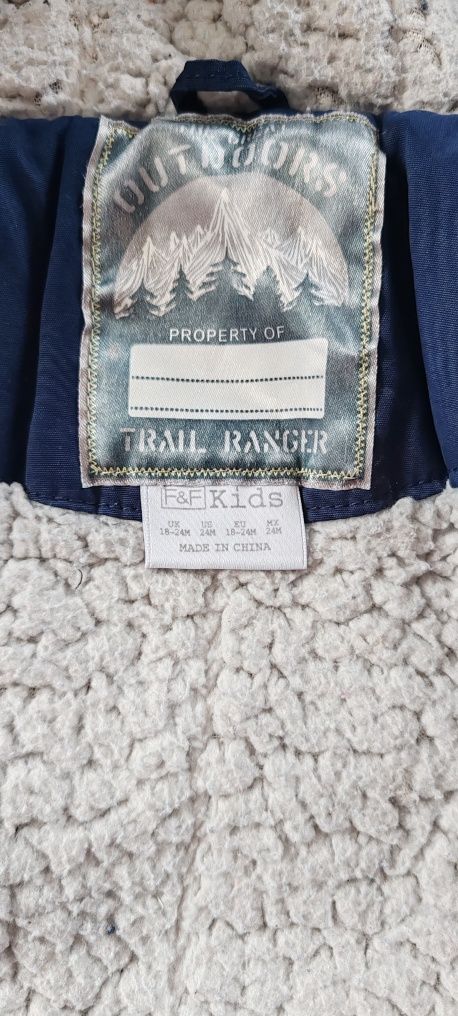 OUTDOORS
PROPERTY OF
TRAIL RANGER
F&F Kids
UK US EU MX
18-24M 24M 18-24M 24M
MADE IN CHINA